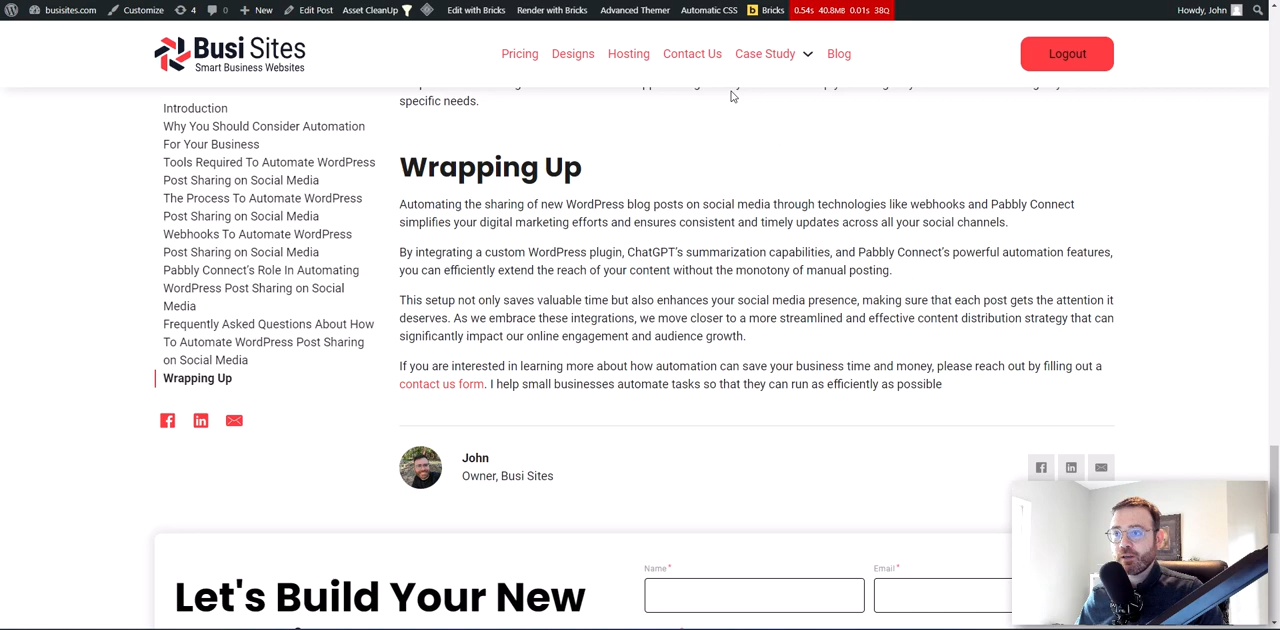 busisites.com Customize 4 0 New Edit Post Asset CleanUp Edit with Bricks Render with Bricks Advanced Themer Automatic CSS b Bricks 0.54s 40.8MB 0.01s 38Q Howdy, John
Busi Sites
Smart Business Websites
Pricing Designs Hosting Contact Us Case Study Blog
Logout
specific needs.
Introduction
Why You Should Consider Automation
For Your Business
Tools Required To Automate WordPress
Post Sharing on Social Media
The Process To Automate WordPress
Post Sharing on Social Media
Webhooks To Automate WordPress
Post Sharing on Social Media
Pabbly Connect's Role In Automating
WordPress Post Sharing on Social
Media
Frequently Asked Questions About How
To Automate WordPress Post Sharing
on Social Media
Wrapping Up
Wrapping Up
Automating the sharing of new WordPress blog posts on social media through technologies like webhooks and Pabbly Connect
simplifies your digital marketing efforts and ensures consistent and timely updates across all your social channels.
By integrating a custom WordPress plugin, ChatGPT's summarization capabilities, and Pabbly Connect's powerful automation features,
you can efficiently extend the reach of your content without the monotony of manual posting.
This setup not only saves valuable time but also enhances your social media presence, making sure that each post gets the attention it
deserves. As we embrace these integrations, we move closer to a more streamlined and effective content distribution strategy that can
significantly impact our online engagement and audience growth.
If you are interested in learning more about how automation can save your business time and money, please reach out by filling out a
contact us form. I help small businesses automate tasks so that they can run as efficiently as possible
John
Owner, Busi Sites
Let's Build Your New
Name *
Email *